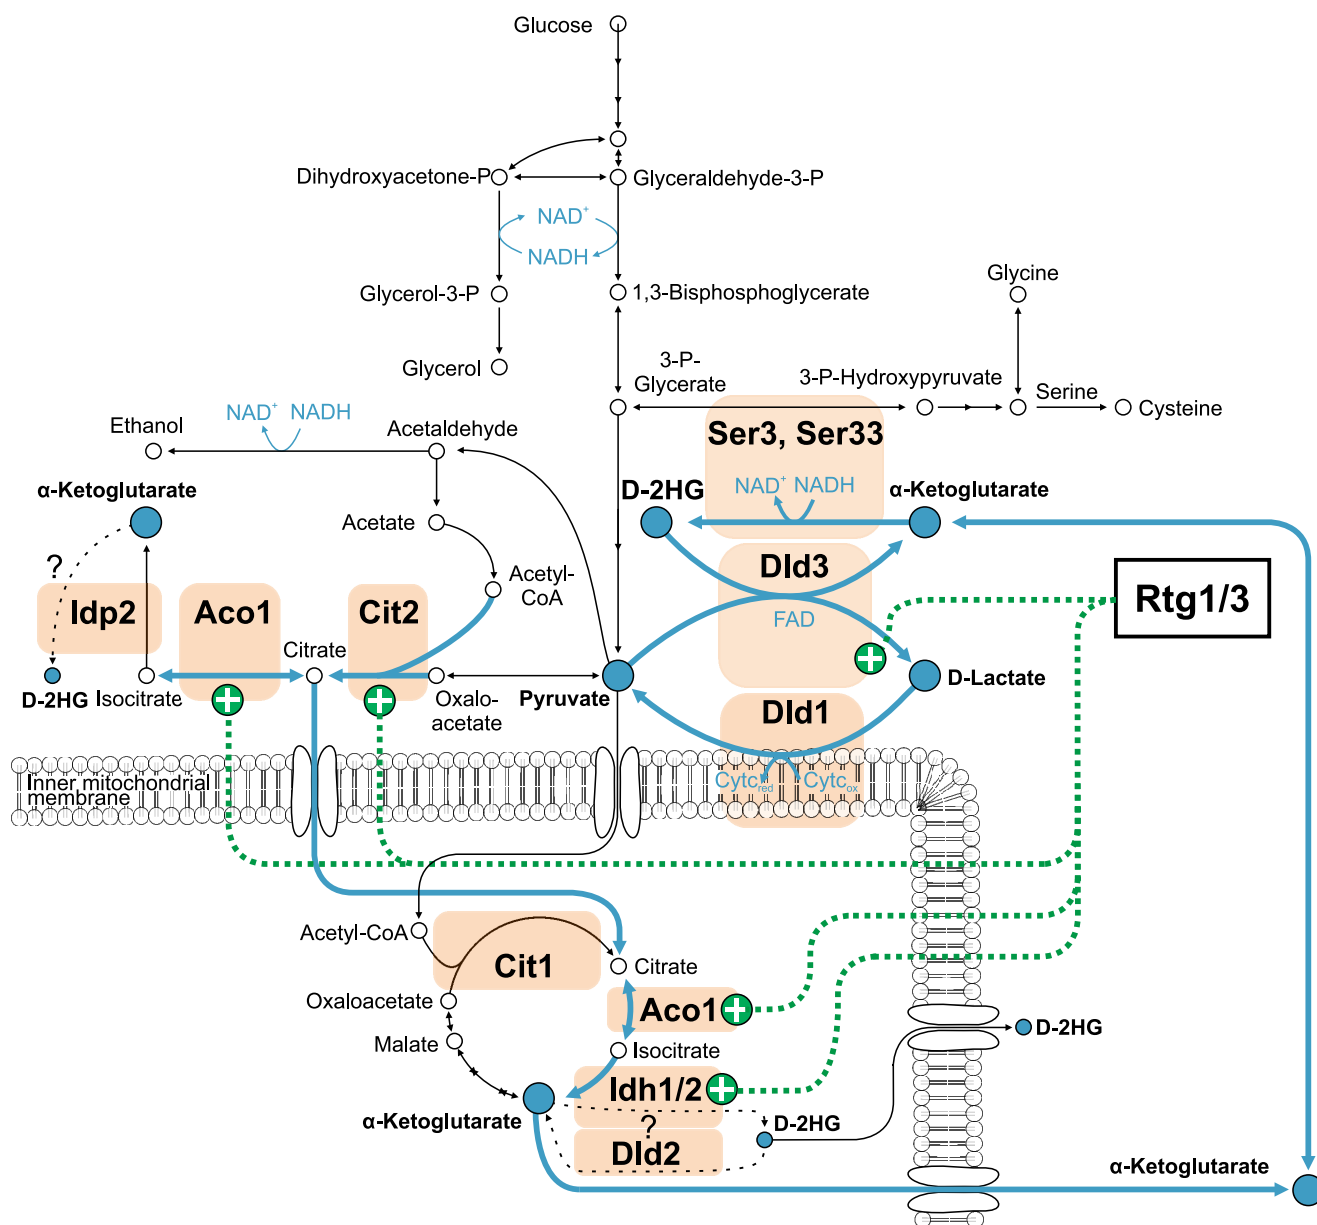 Glucose
Dihydroxyacetone-P
Glyceraldehyde-3-P
NAD⁺
NADH
Glycerol-3-P
1,3-Bisphosphoglycerate
Glycine
Glycerol
3-P-
Glycerate
3-P-Hydroxypyruvate
Serine
Cysteine
Ser3, Ser33
NAD⁺ NADH
Ethanol
Acetaldehyde
α-Ketoglutarate
D-2HG
NAD⁺ NADH
α-Ketoglutarate
Acetate
?
Acetyl-
CoA
Dld3
FAD
Rtg1/3
Idp2
Aco1
Cit2
Citrate
D-2HG
Isocitrate
Oxalo-
acetate
Pyruvate
D-Lactate
Dld1
Cytc red
Cytc ox
Inner mitochondrial
membrane
Acetyl-CoA
Cit1
Citrate
Oxaloacetate
Aco1
Malate
Isocitrate
D-2HG
Idh1/2
α-Ketoglutarate
?
D-2HG
Dld2
α-Ketoglutarate